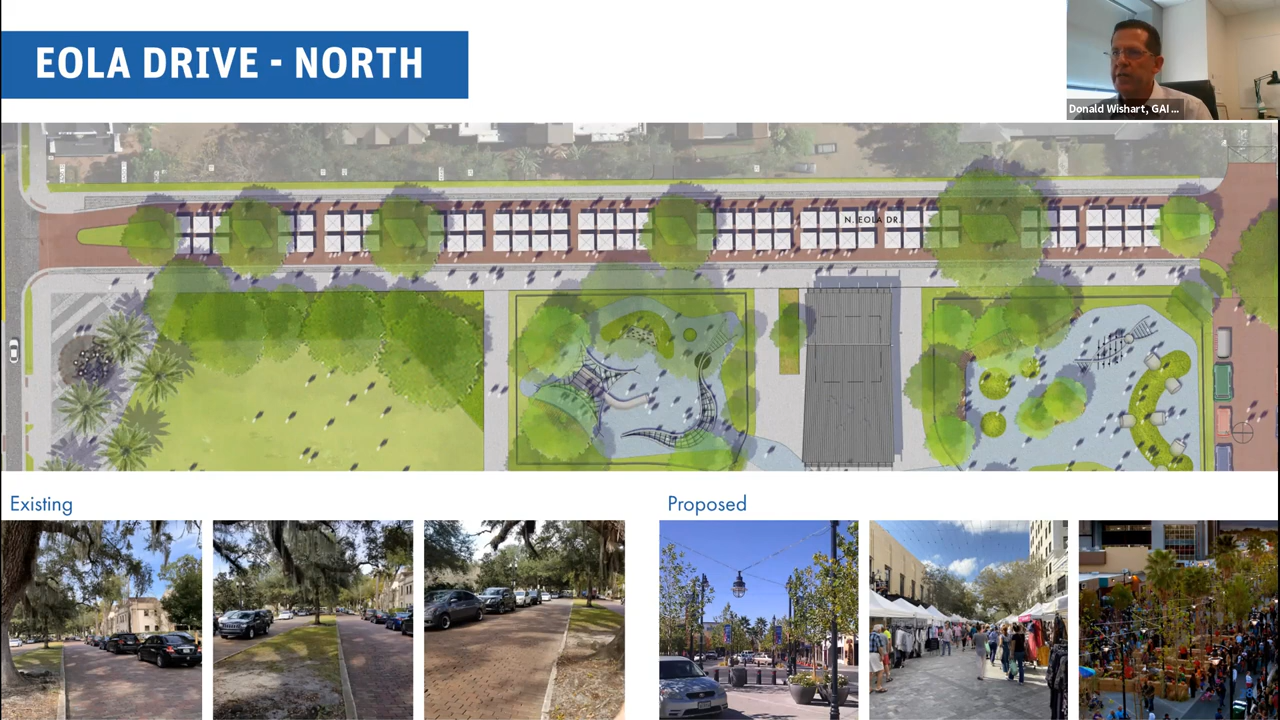 EOLA DRIVE - NORTH
Donald Wishart, GAI ...
N. EOLA DR.
Existing
Proposed